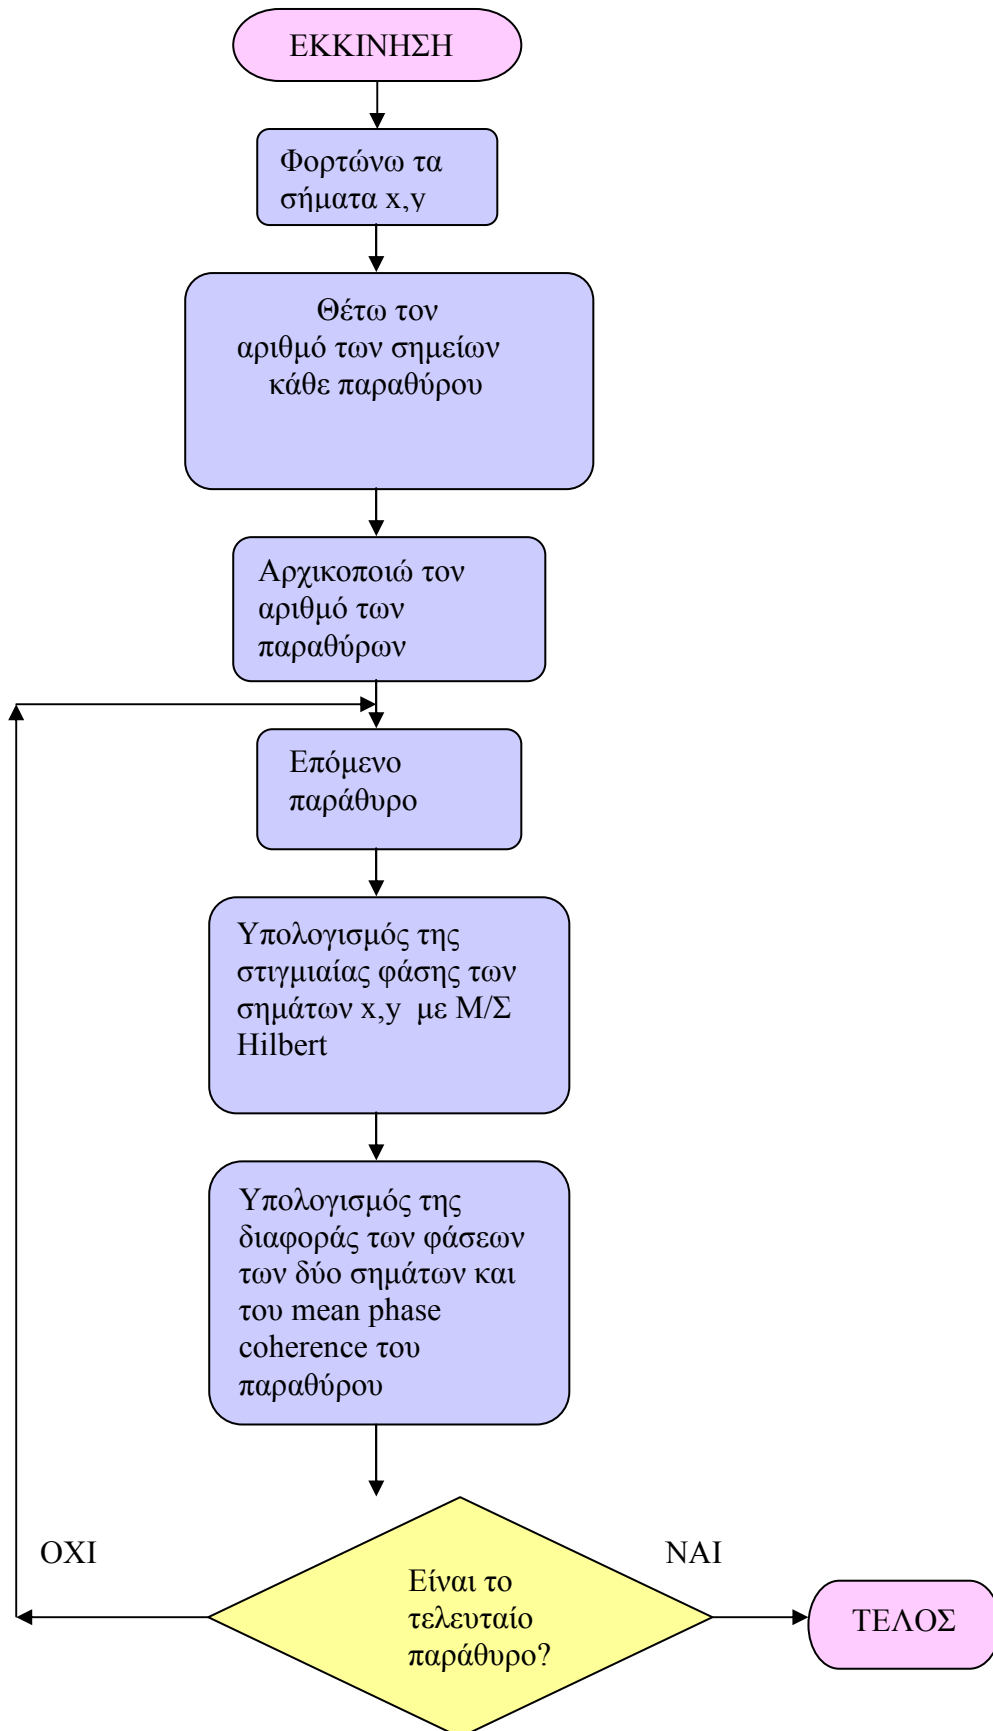 ΕΚΚΙΝΗΣΗ
Φορτώνω τα
σήματα x,y
Θέτω τον
αριθμό των σημείων
κάθε παραθύρου
Αρχικοποιώ τον
αριθμό των
παραθύρων
Επόμενο
παράθυρο
Υπολογισμός της
στιγμιαίας φάσης των
σημάτων x,y με Μ/Σ
Hilbert
Υπολογισμός της
διαφοράς των φάσεων
των δύο σημάτων και
του mean phase
coherence του
παραθύρου
ΟΧΙ
ΝΑΙ
Είναι το
τελευταίο
παράθυρο?
ΤΕΛΟΣ